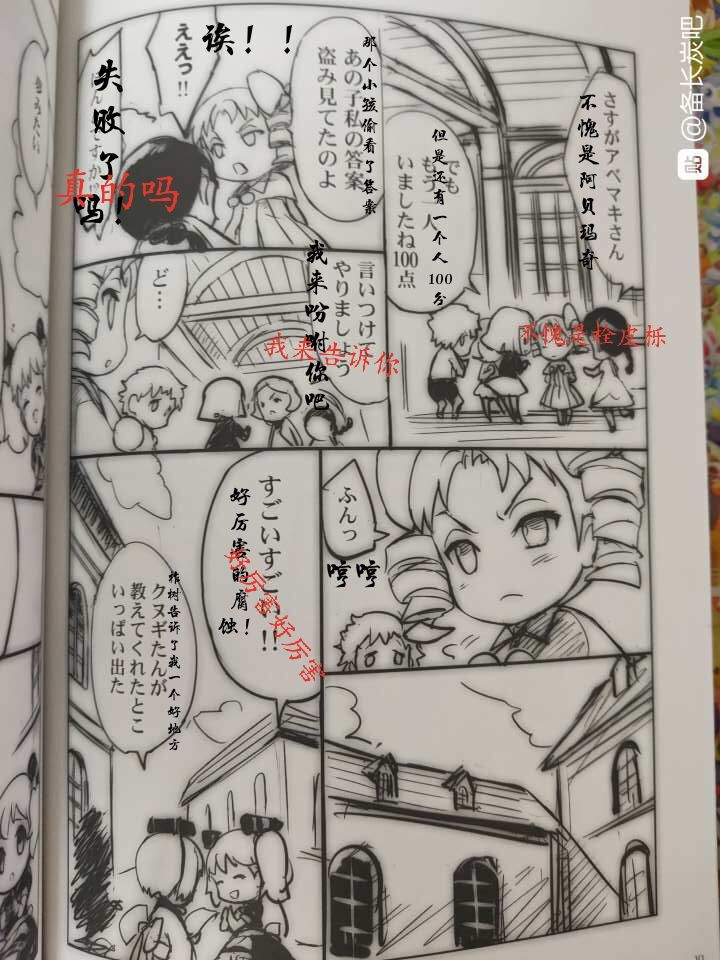 贴 @备长炭吧
さすがアベマキさん
不愧是阿贝玛奇
不愧是栓皮栎
でも
もう一人
いましたね100点
但是还有一个人100分
あの子私の答案
盗み見てたのよ
那个小孩偷看了答案
ええっ!!
诶！！
失败了吗！
真的吗
言いつけて
やりましょう
我来吩咐你吧
我来告诉你
ど…
ふんっ
哼哼
すごいすごいっ!!
好厉害的腐蚀！
好厉害好厉害
クヌギたんが
教えてくれたとこ
いっぱい出た
柞树告诉了我一个好地方